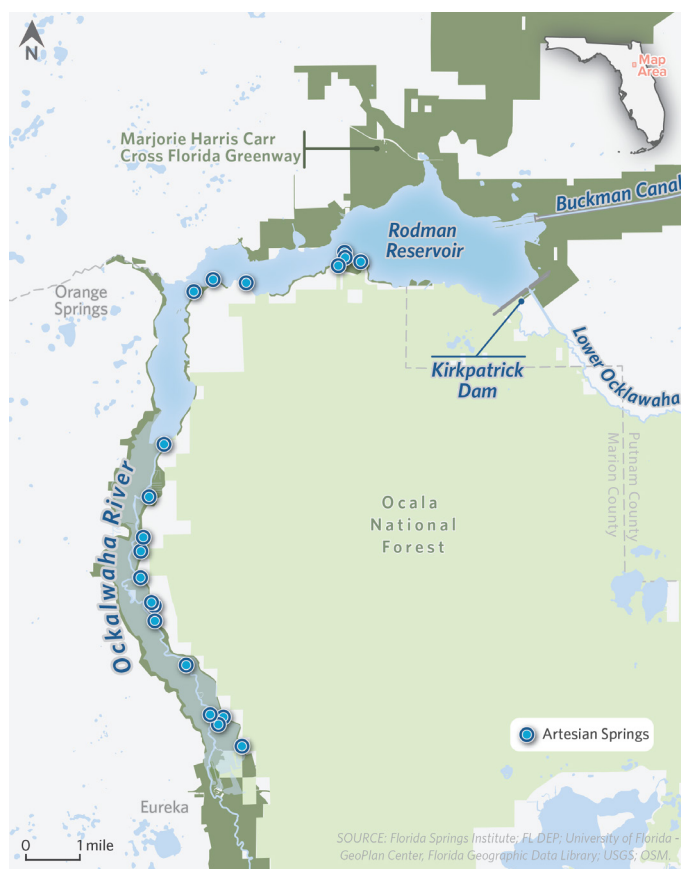 N
Map
Area
Marjorie Harris Carr
Cross Florida Greenway
Buckman Canal
Rodman
Reservoir
Orange
Springs
Kirkpatrick
Dam
Lower Ocklawaha
Putnam County
Marion County
Ocala
National
Forest
Ockalwaha River
Artesian Springs
Eureka
0 1 mile
SOURCE: Florida Springs Institute; FL DEP; University of Florida -
GeoPlan Center, Florida Geographic Data Library; USGS; OSM.